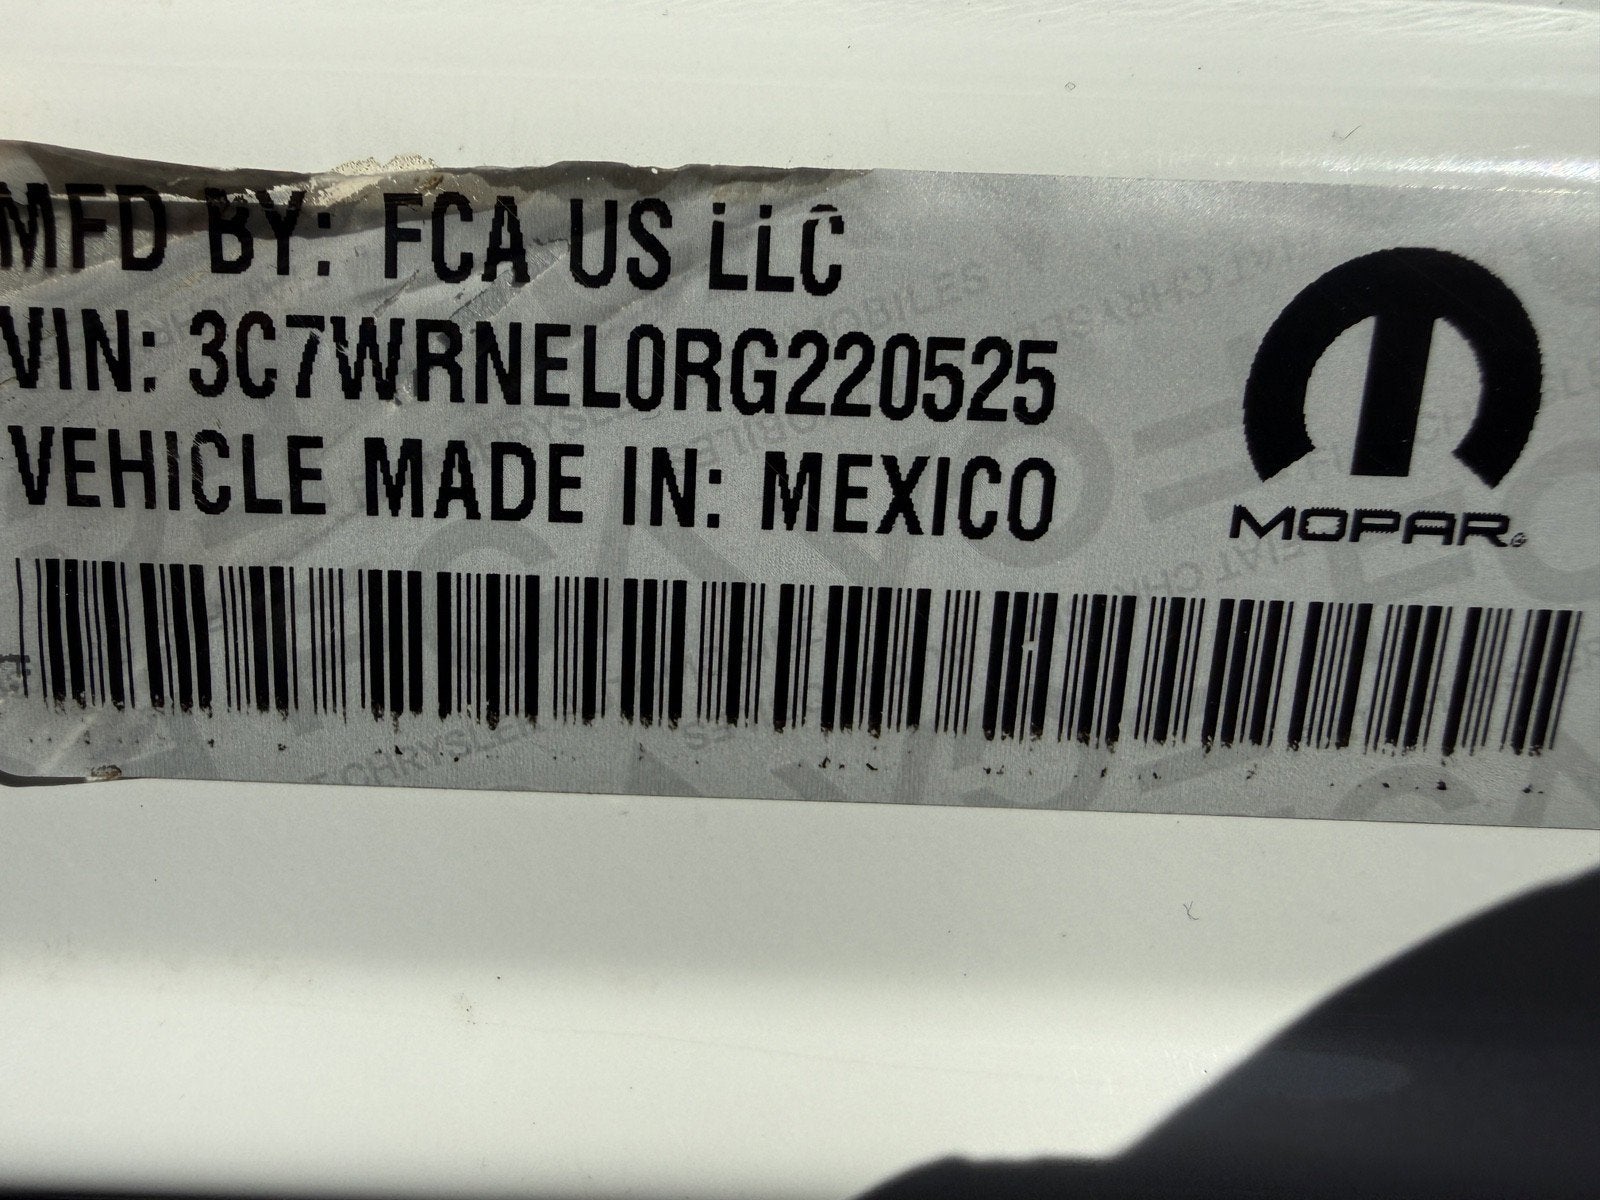 MFD BY: FCA US LLC
VIN: 3C7WRNEL0RG220525
VEHICLE MADE IN: MEXICO
MOPAR